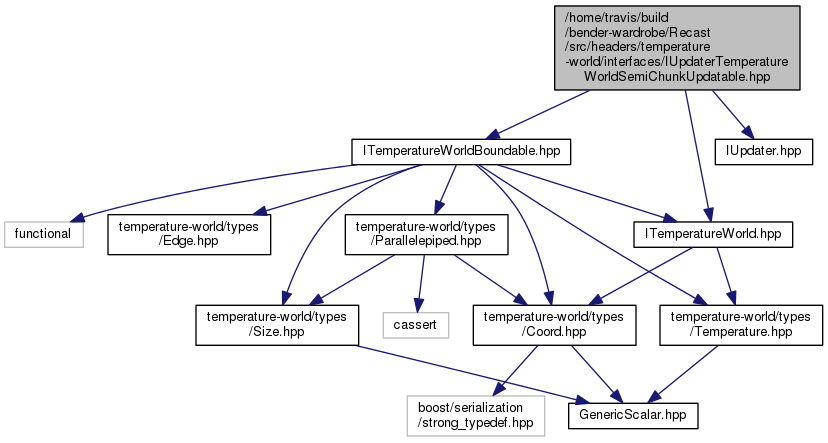 /home/travis/build
/bender-wardrobe/Recast
/src/headers/temperature
-world/interfaces/IUpdaterTemperature
WorldSemiChunkUpdatable.hpp
ITemperatureWorldBoundable.hpp
IUpdater.hpp
functional
temperature-world/types
/Edge.hpp
temperature-world/types
/Parallelepiped.hpp
ITemperatureWorld.hpp
temperature-world/types
/Size.hpp
cassert
temperature-world/types
/Coord.hpp
temperature-world/types
/Temperature.hpp
boost/serialization
/strong_typedef.hpp
GenericScalar.hpp